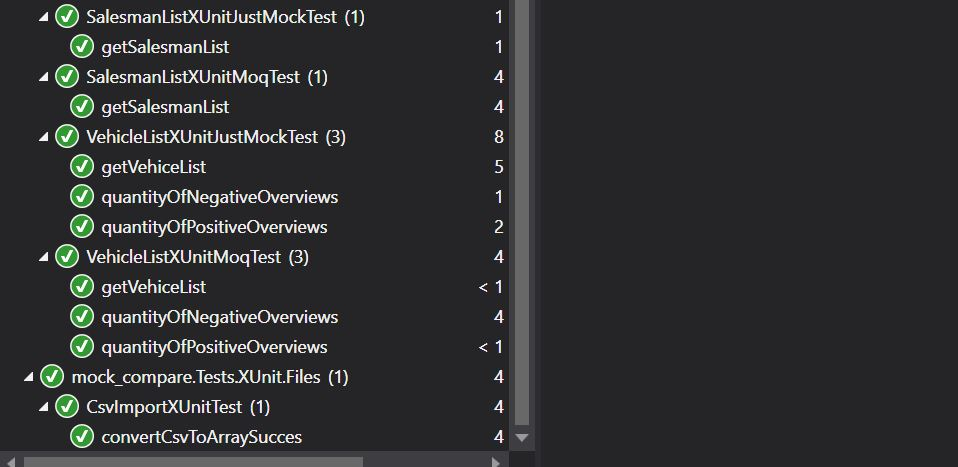 SalesmanListXUnitJustMockTest (1) 1
getSalesmanList 1
SalesmanListXUnitMoqTest (1) 4
getSalesmanList 4
VehicleListXUnitJustMockTest (3) 8
getVehiceList 5
quantityOfNegativeOverviews 1
quantityOfPositiveOverviews 2
VehicleListXUnitMoqTest (3) 4
getVehiceList < 1
quantityOfNegativeOverviews 4
quantityOfPositiveOverviews < 1
mock_compare.Tests.XUnit.Files (1) 4
CsvImportXUnitTest (1) 4
convertCsvToArraySucces 4